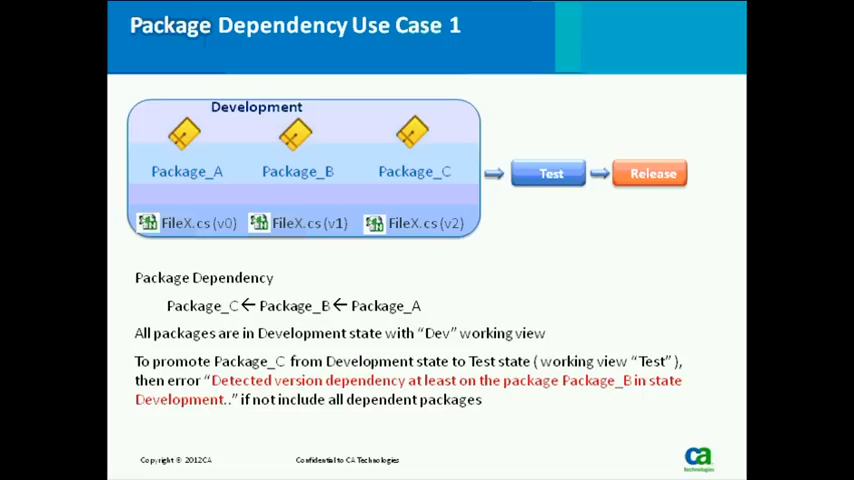 Package Dependency Use Case 1
Development
Package_A Package_B Package_C
Test Release
FileX.cs (v0) FileX.cs (v1) FileX.cs (v2)
Package Dependency
Package_C← Package_B← Package_A
All packages are in Development state with “Dev” working view
To promote Package_C from Development state to Test state ( working view “Test” ),
then error “Detected version dependency at least on the package Package_B in state
Development..” if not include all dependent packages
Copyright © 2012 CA Confidential to CA Technologies
ca
technologies